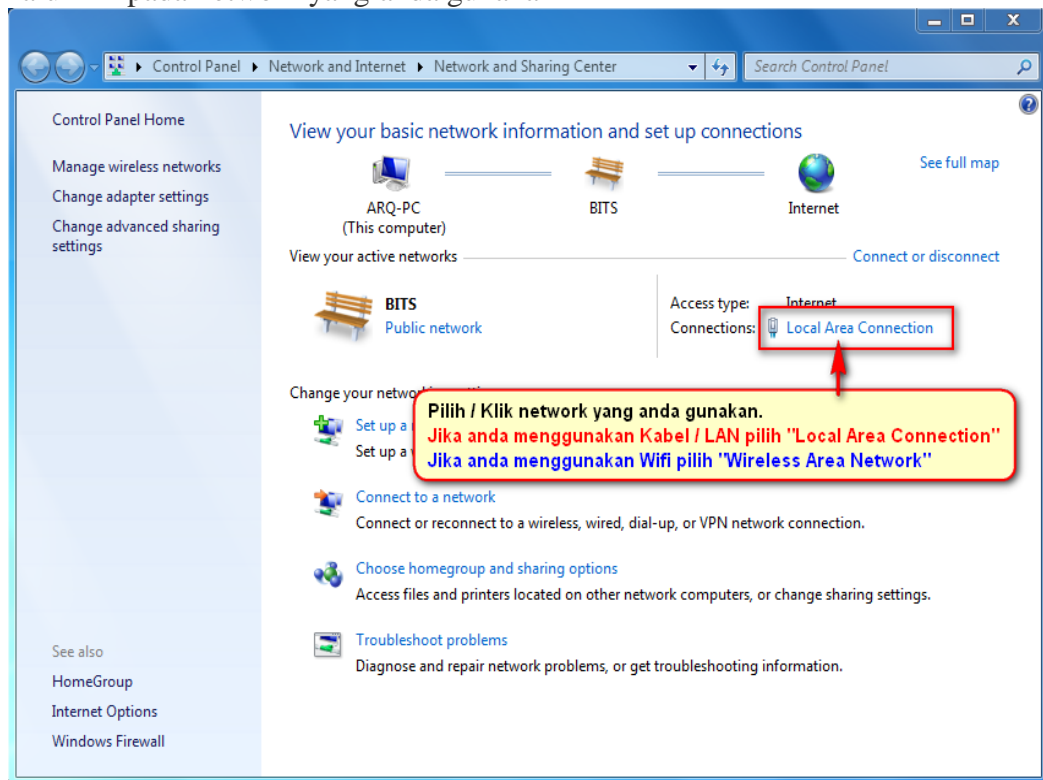 pada network yang anda gunakan
Control Panel ▸ Network and Internet ▸ Network and Sharing Center
Search Control Panel
Control Panel Home
Manage wireless networks
Change adapter settings
Change advanced sharing
settings
See also
HomeGroup
Internet Options
Windows Firewall
View your basic network information and set up connections
See full map
ARQ-PC
(This computer)
BITS
Internet
View your active networks
Connect or disconnect
BITS
Public network
Access type: Internet
Connections: Local Area Connection
Change your
Pilih / Klik network yang anda gunakan.
Jika anda menggunakan Kabel / LAN pilih "Local Area Connection"
Jika anda menggunakan Wifi pilih "Wireless Area Network"
Set up a
Set up a
Connect to a network
Connect or reconnect to a wireless, wired, dial-up, or VPN network connection.
Choose homegroup and sharing options
Access files and printers located on other network computers, or change sharing settings.
Troubleshoot problems
Diagnose and repair network problems, or get troubleshooting information.